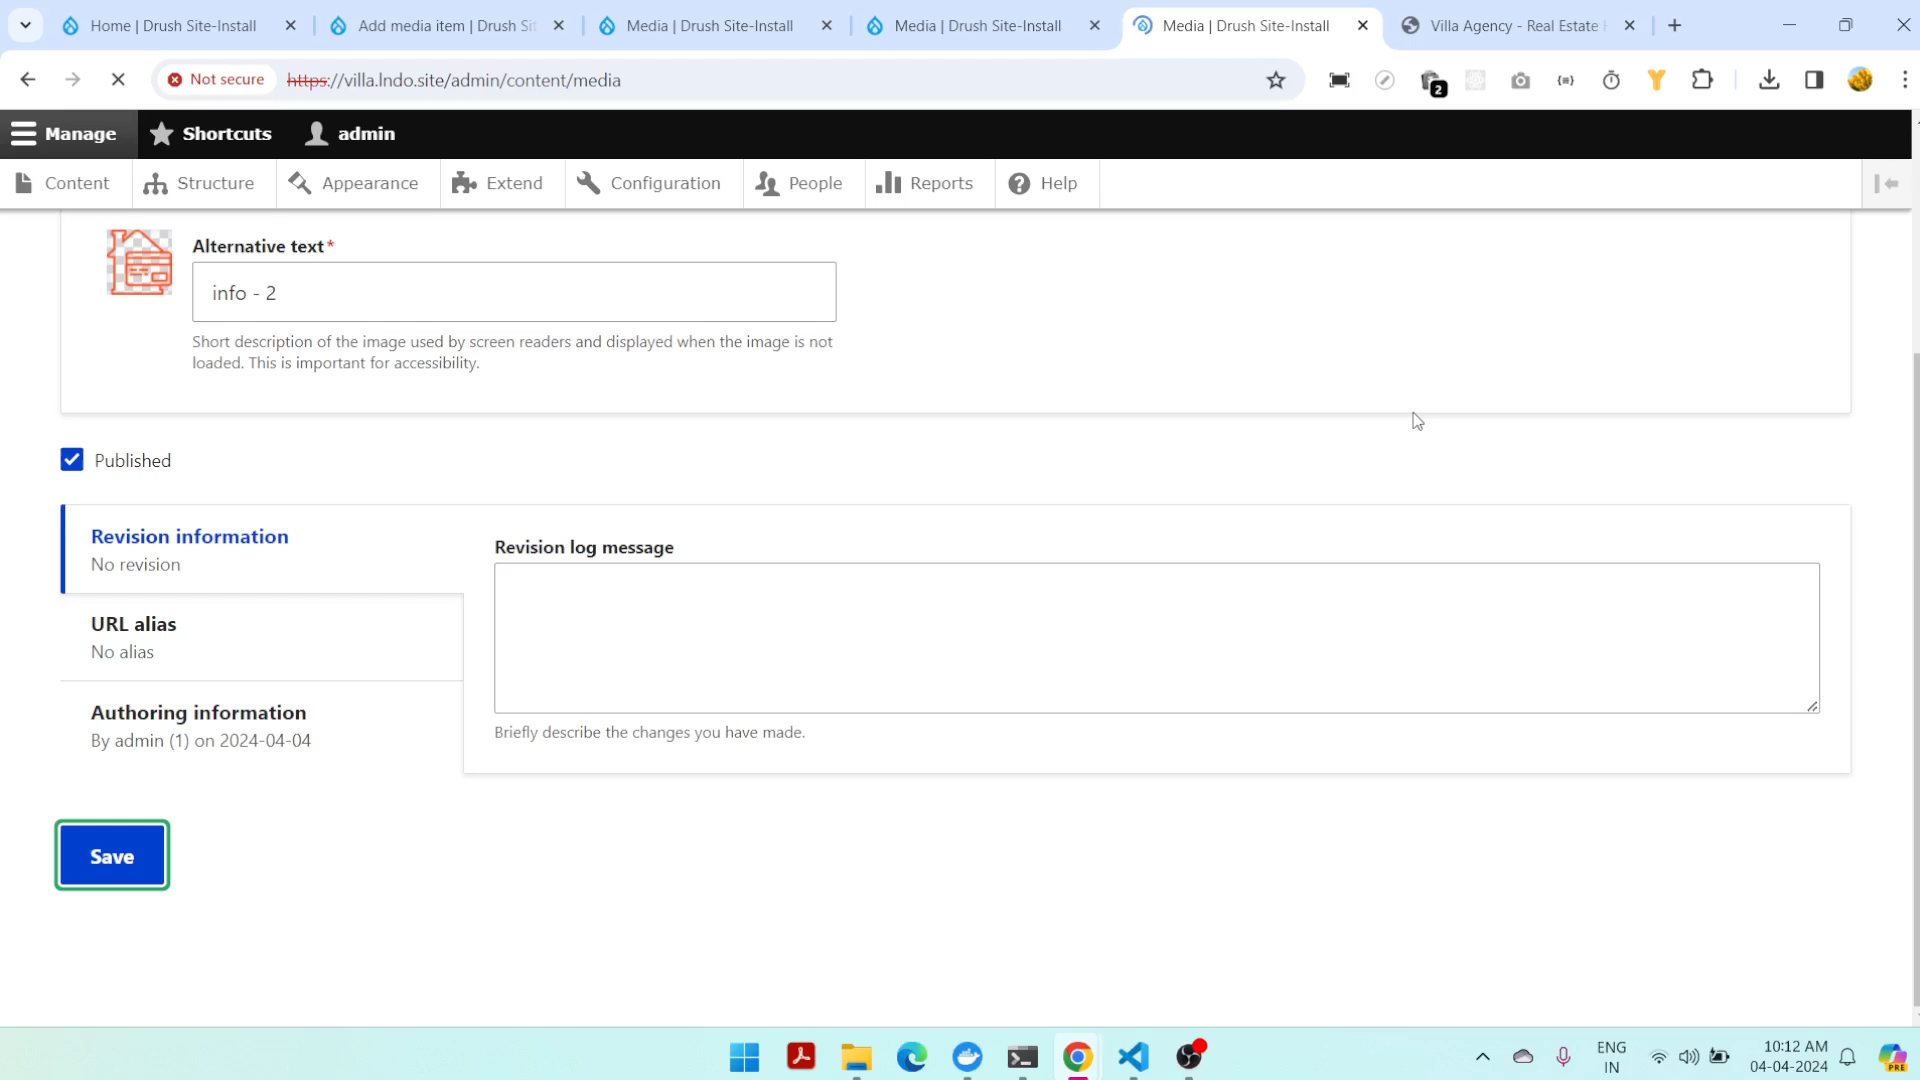 Home | Drush Site-Install
Add media item | Drush Sit
Media | Drush Site-Install
Media | Drush Site-Install
Media | Drush Site-Install
Villa Agency - Real Estate
Not secure
https://villa.lndo.site/admin/content/media
2
Manage
Shortcuts
admin
Content
Structure
Appearance
Extend
Configuration
People
Reports
Help
Alternative text*
info - 2
Short description of the image used by screen readers and displayed when the image is not
loaded. This is important for accessibility.
Published
Revision information
No revision
Revision log message
URL alias
No alias
Authoring information
By admin (1) on 2024-04-04
Briefly describe the changes you have made.
Save
ENG
IN
10:12 AM
04-04-2024
PRE